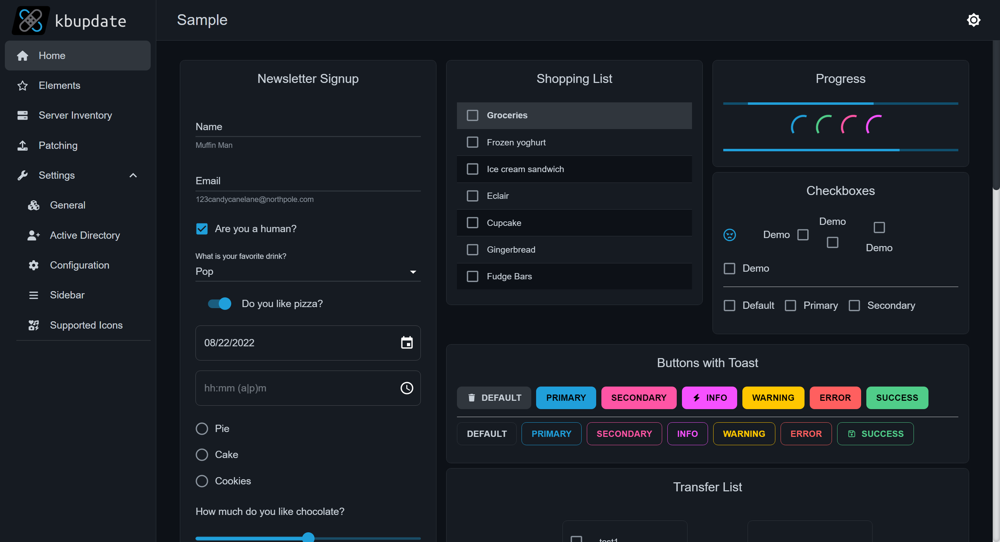 kbupdate
Home
Elements
Server Inventory
Patching
Settings
General
Active Directory
Configuration
Sidebar
Supported Icons
Sample
Newsletter Signup
Name
Muffin Man
Email
123candycanelane@northpole.com
Are you a human?
What is your favorite drink?
Pop
Do you like pizza?
08/22/2022
hh:mm (a|p)m
Pie
Cake
Cookies
How much do you like chocolate?
Shopping List
Groceries
Frozen yoghurt
Ice cream sandwich
Eclair
Cupcake
Gingerbread
Fudge Bars
Progress
Checkboxes
Demo
Demo
Demo
Demo
Default Primary Secondary
Buttons with Toast
DEFAULT PRIMARY SECONDARY INFO WARNING ERROR SUCCESS
DEFAULT PRIMARY SECONDARY INFO WARNING ERROR SUCCESS
Transfer List
test1